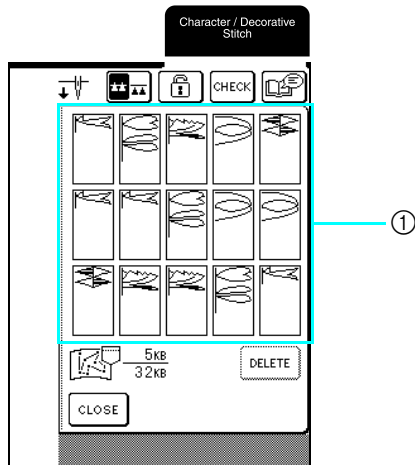 Character / Decorative
Stitch
CHECK
①
5KB
32KB
DELETE
CLOSE